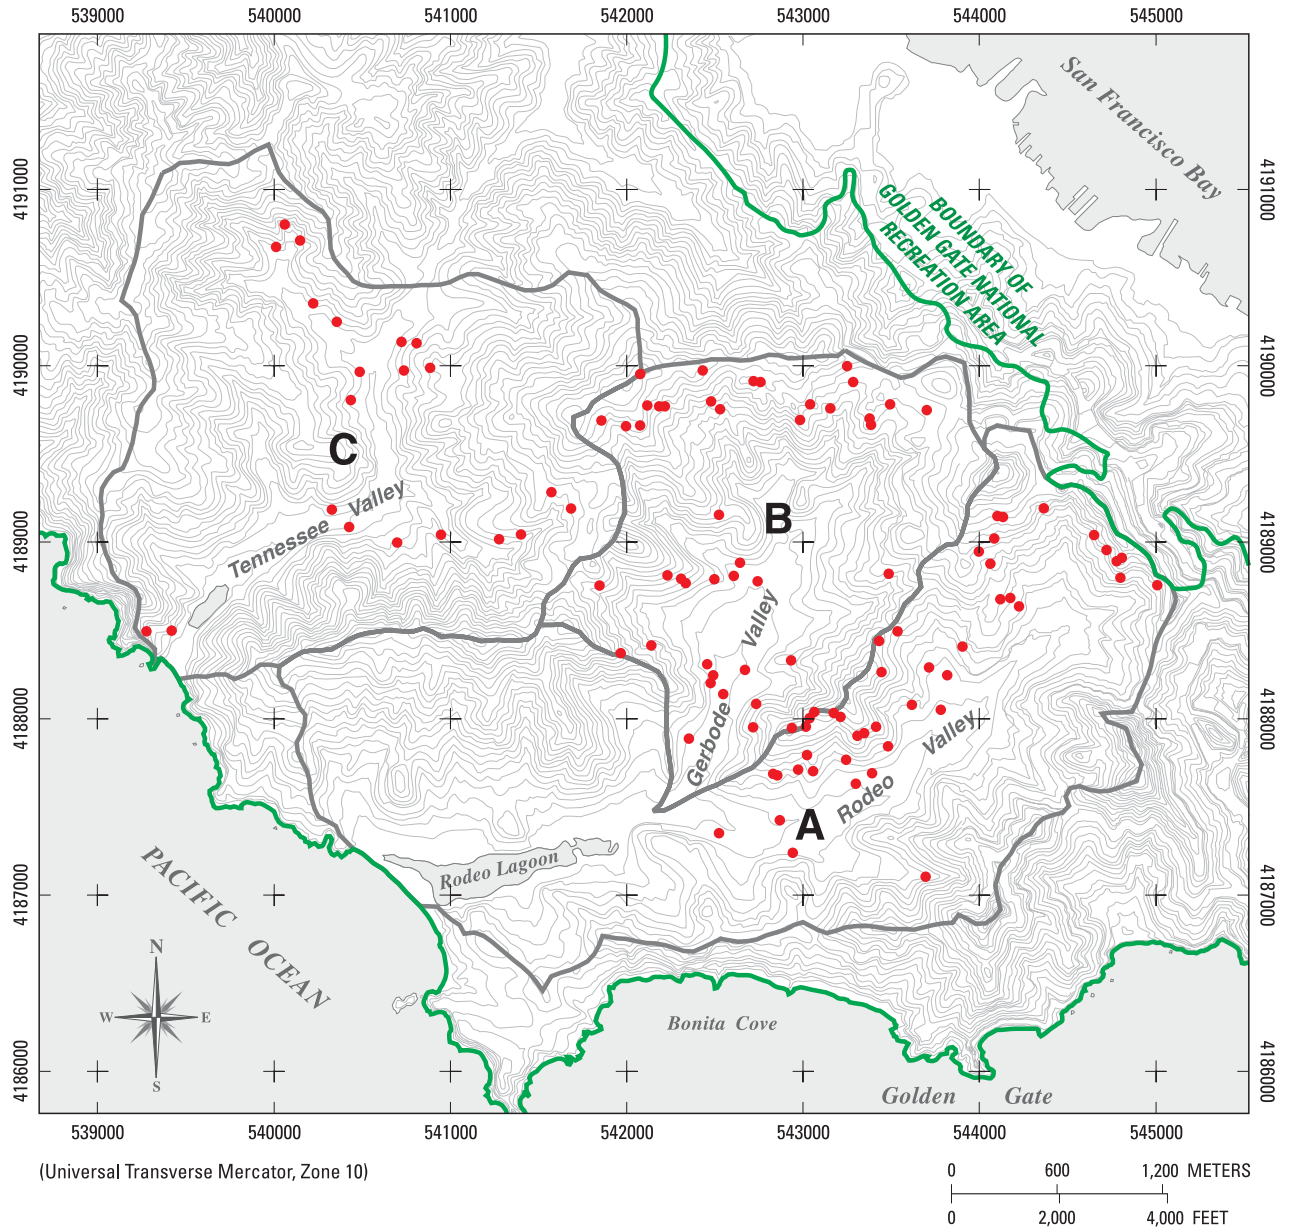 539000 540000 541000 542000 543000 544000 545000
San Francisco Bay
4191000
4191000
BOUNDARY OF
GOLDEN GATE NATIONAL
RECREATION AREA
4190000
4190000
C
Tennessee Valley
B
4189000
4189000
Gerbode Valley
4188000
4188000
Rodeo Valley
A
Rodeo Lagoon
4187000
4187000
PACIFIC OCEAN
N
W E
S
Bonita Cove
4186000
4186000
Golden Gate
539000 540000 541000 542000 543000 544000 545000
(Universal Transverse Mercator, Zone 10)
0 600 1,200 METERS
0 2,000 4,000 FEET